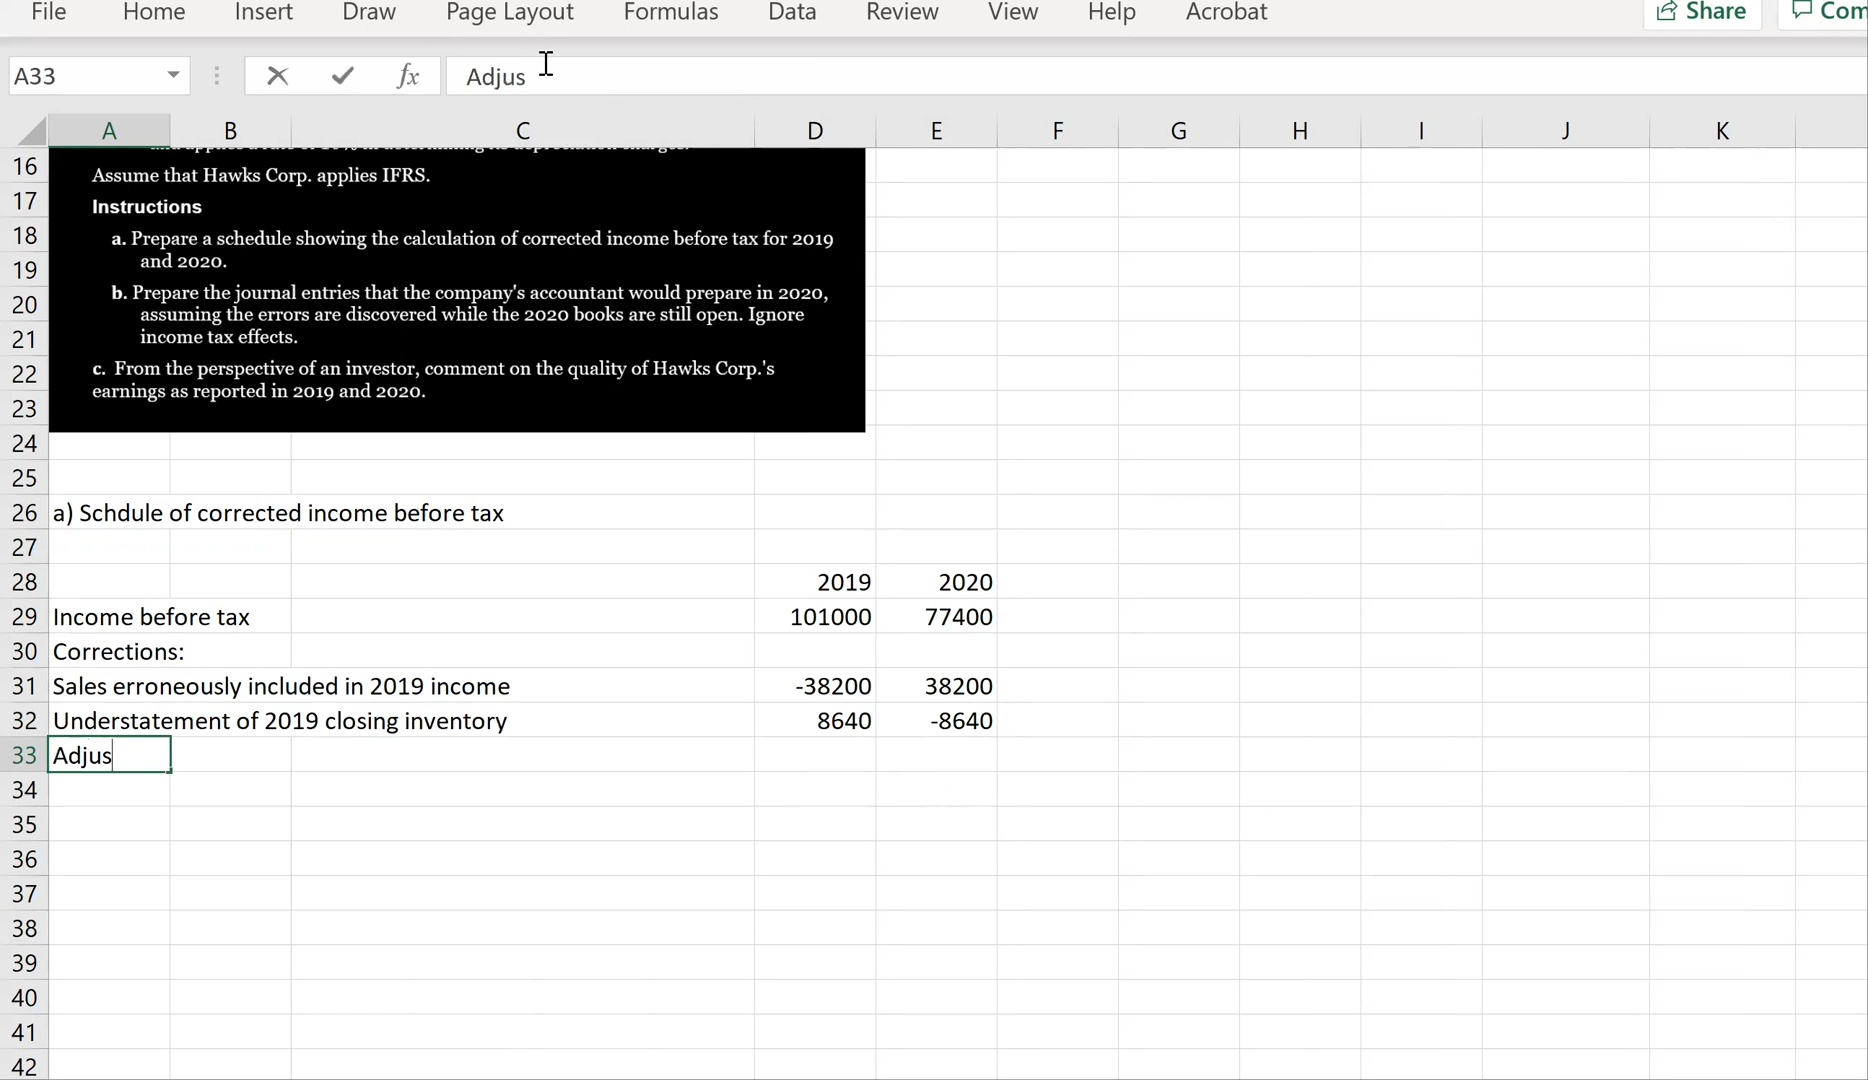 File Home Insert Draw Page Layout Formulas Data Review View Help Acrobat Share
A33 fx Adjus
A B C D E F G H I J K
16 Assume that Hawks Corp. applies IFRS.
17 Instructions
18 a. Prepare a schedule showing the calculation of corrected income before tax for 2019
19 and 2020.
20 b. Prepare the journal entries that the company's accountant would prepare in 2020,
assuming the errors are discovered while the 2020 books are still open. Ignore
21 income tax effects.
22 c. From the perspective of an investor, comment on the quality of Hawks Corp.'s
23 earnings as reported in 2019 and 2020.
24
25
26 a) Schdule of corrected income before tax
27
28 2019 2020
29 Income before tax 101000 77400
30 Corrections:
31 Sales erroneously included in 2019 income -38200 38200
32 Understatement of 2019 closing inventory 8640 -8640
33 Adjus
34
35
36
37
38
39
40
41
42